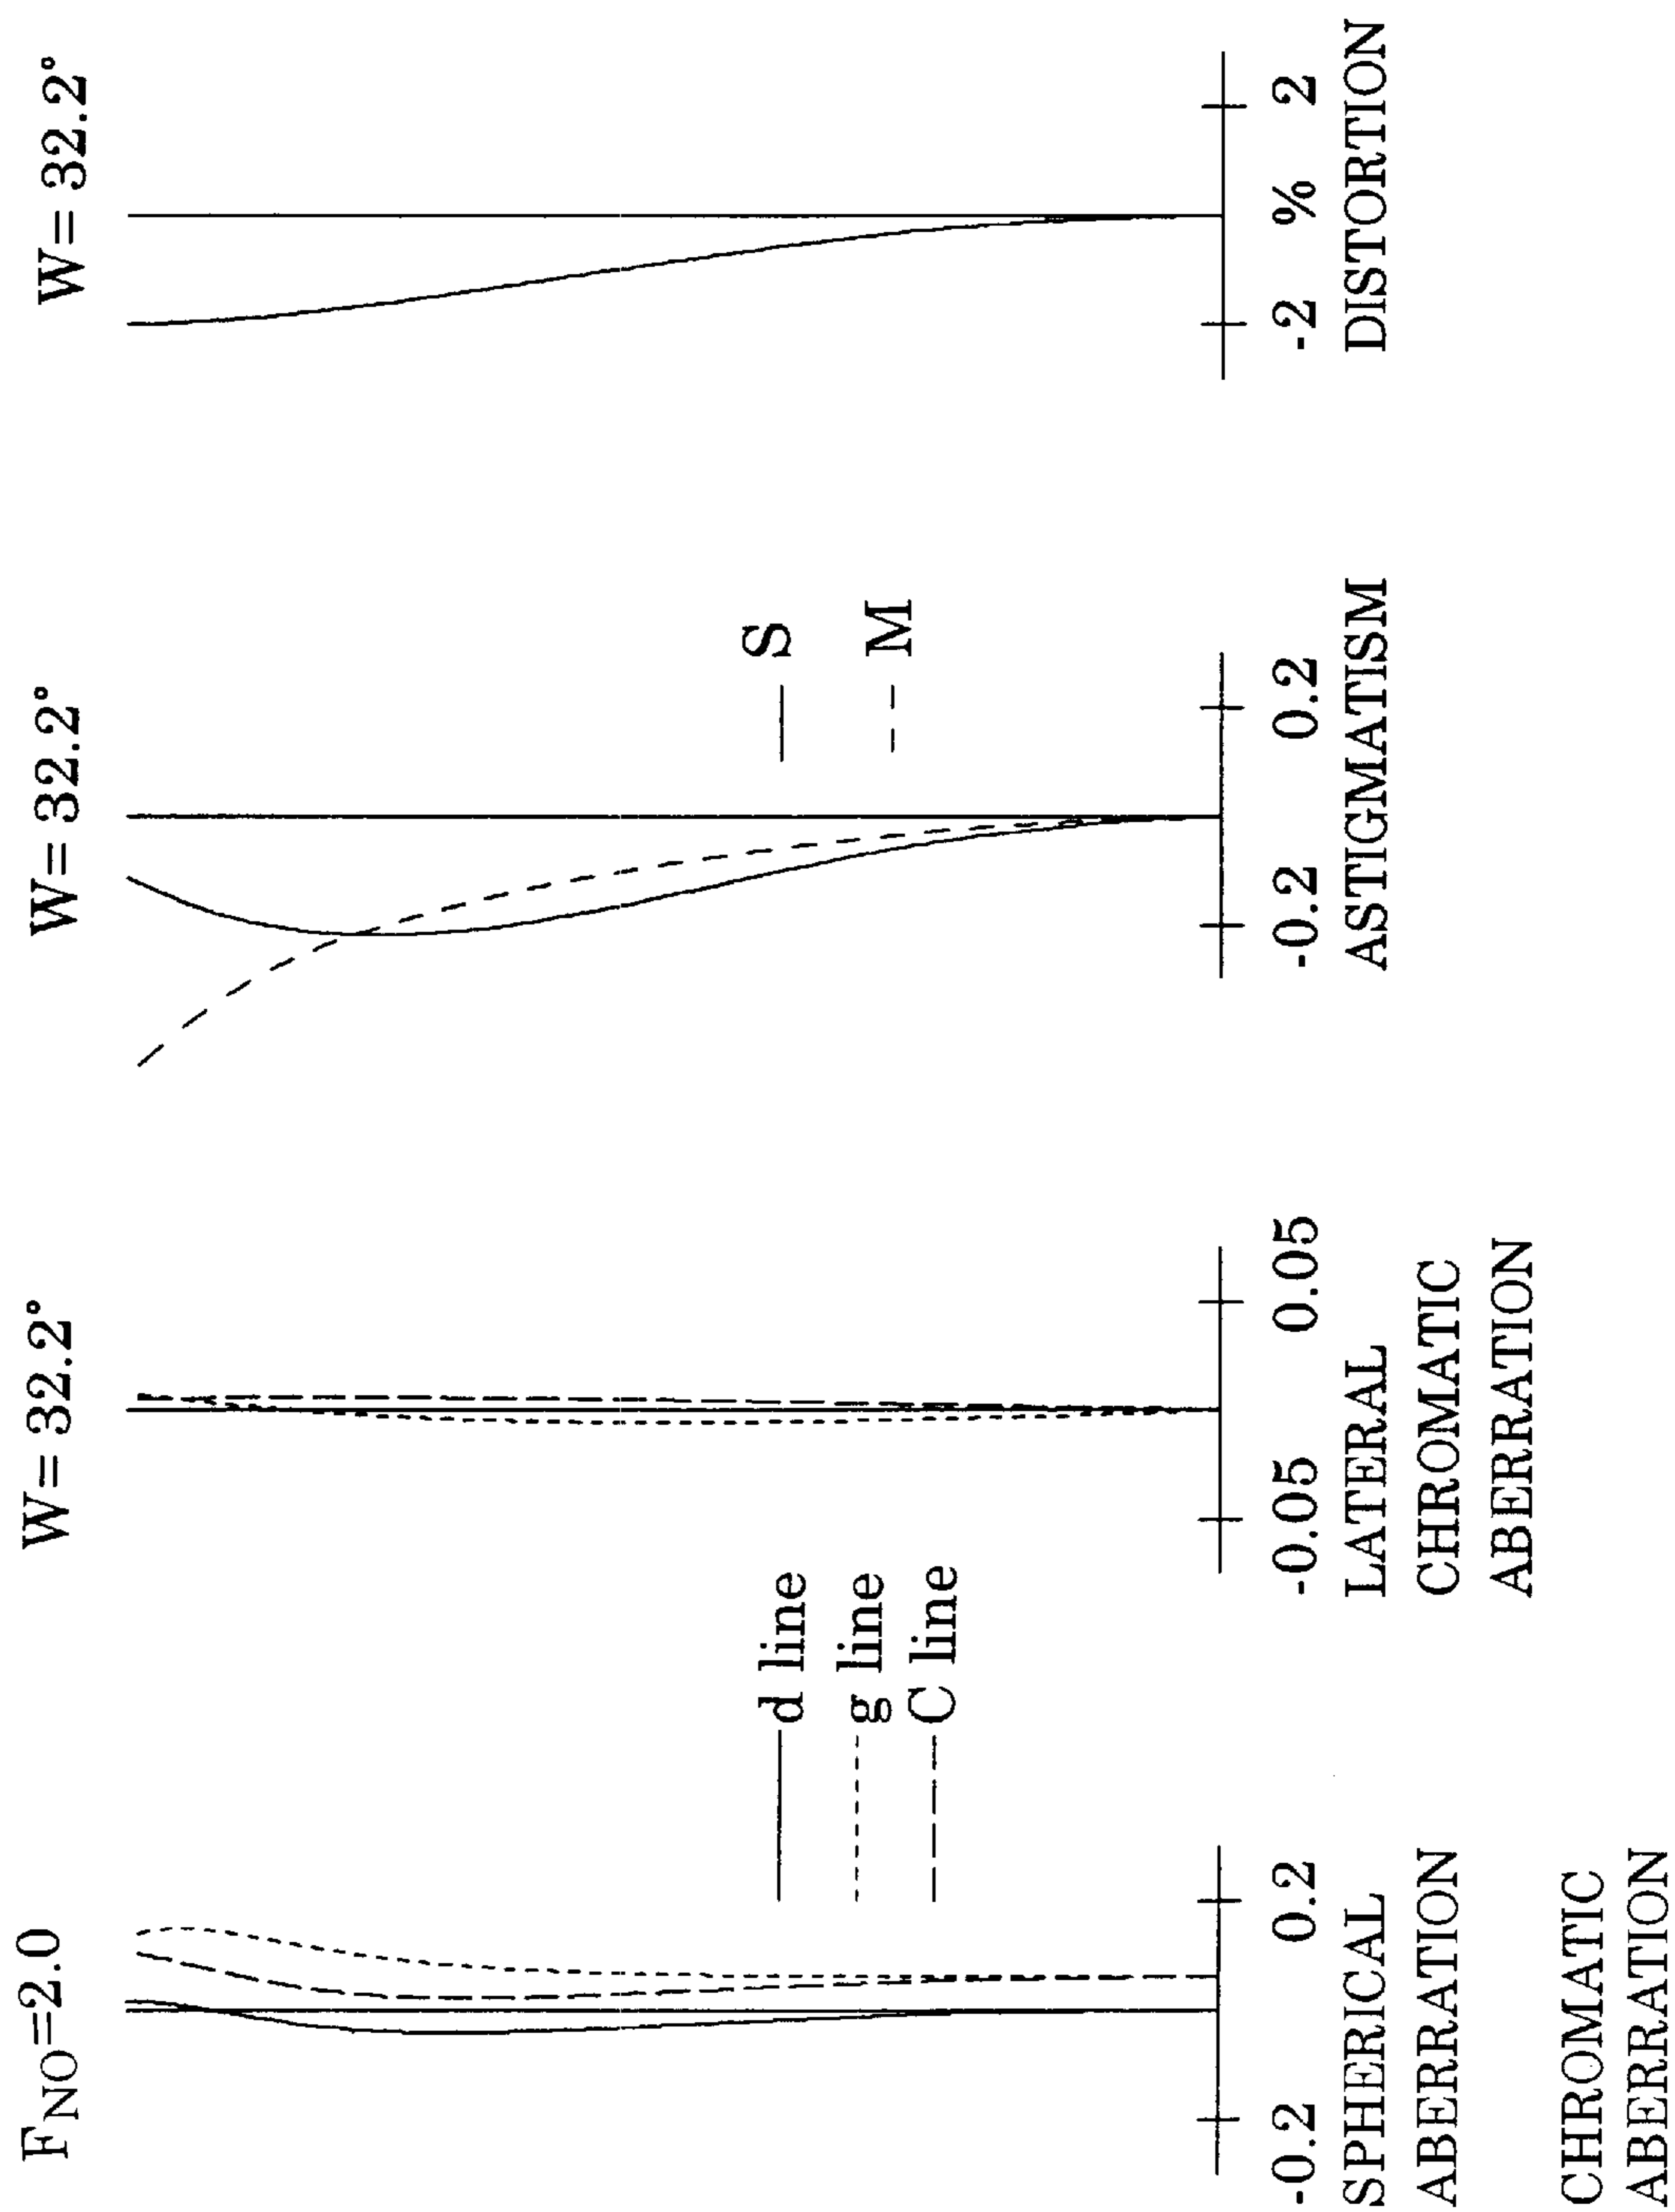 F NO=2.0
-0.2 0.2
SPHERICAL
ABERRATION
CHROMATIC
ABERRATION
d line
g line
C line
W= 32.2°
-0.05 0.05
LATERAL
CHROMATIC
ABERRATION
W= 32.2°
S
M
-0.2 0.2
ASTIGMATISM
W= 32.2°
-2 % 2
DISTORTION